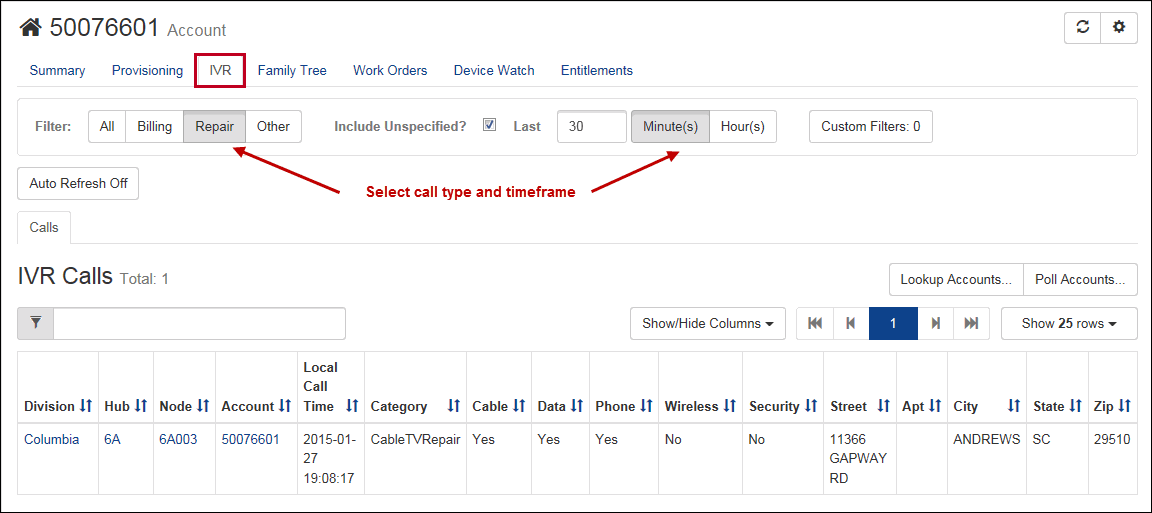 50076601 Account
Summary Provisioning IVR Family Tree Work Orders Device Watch Entitlements
Filter: All Billing Repair Other Include Unspecified? Last 30 Minute(s) Hour(s) Custom Filters: 0
Auto Refresh Off
Select call type and timeframe
Calls
IVR Calls Total: 1
Lookup Accounts... Poll Accounts...
Show/Hide Columns 1 Show 25 rows
Division Hub Node Account Local Call Time Category Cable Data Phone Wireless Security Street Apt City State Zip
Columbia 6A 6A003 50076601 2015-01-27 19:08:17 CableTVRepair Yes Yes Yes No No 11366 GAPWAY RD ANDREWS SC 29510